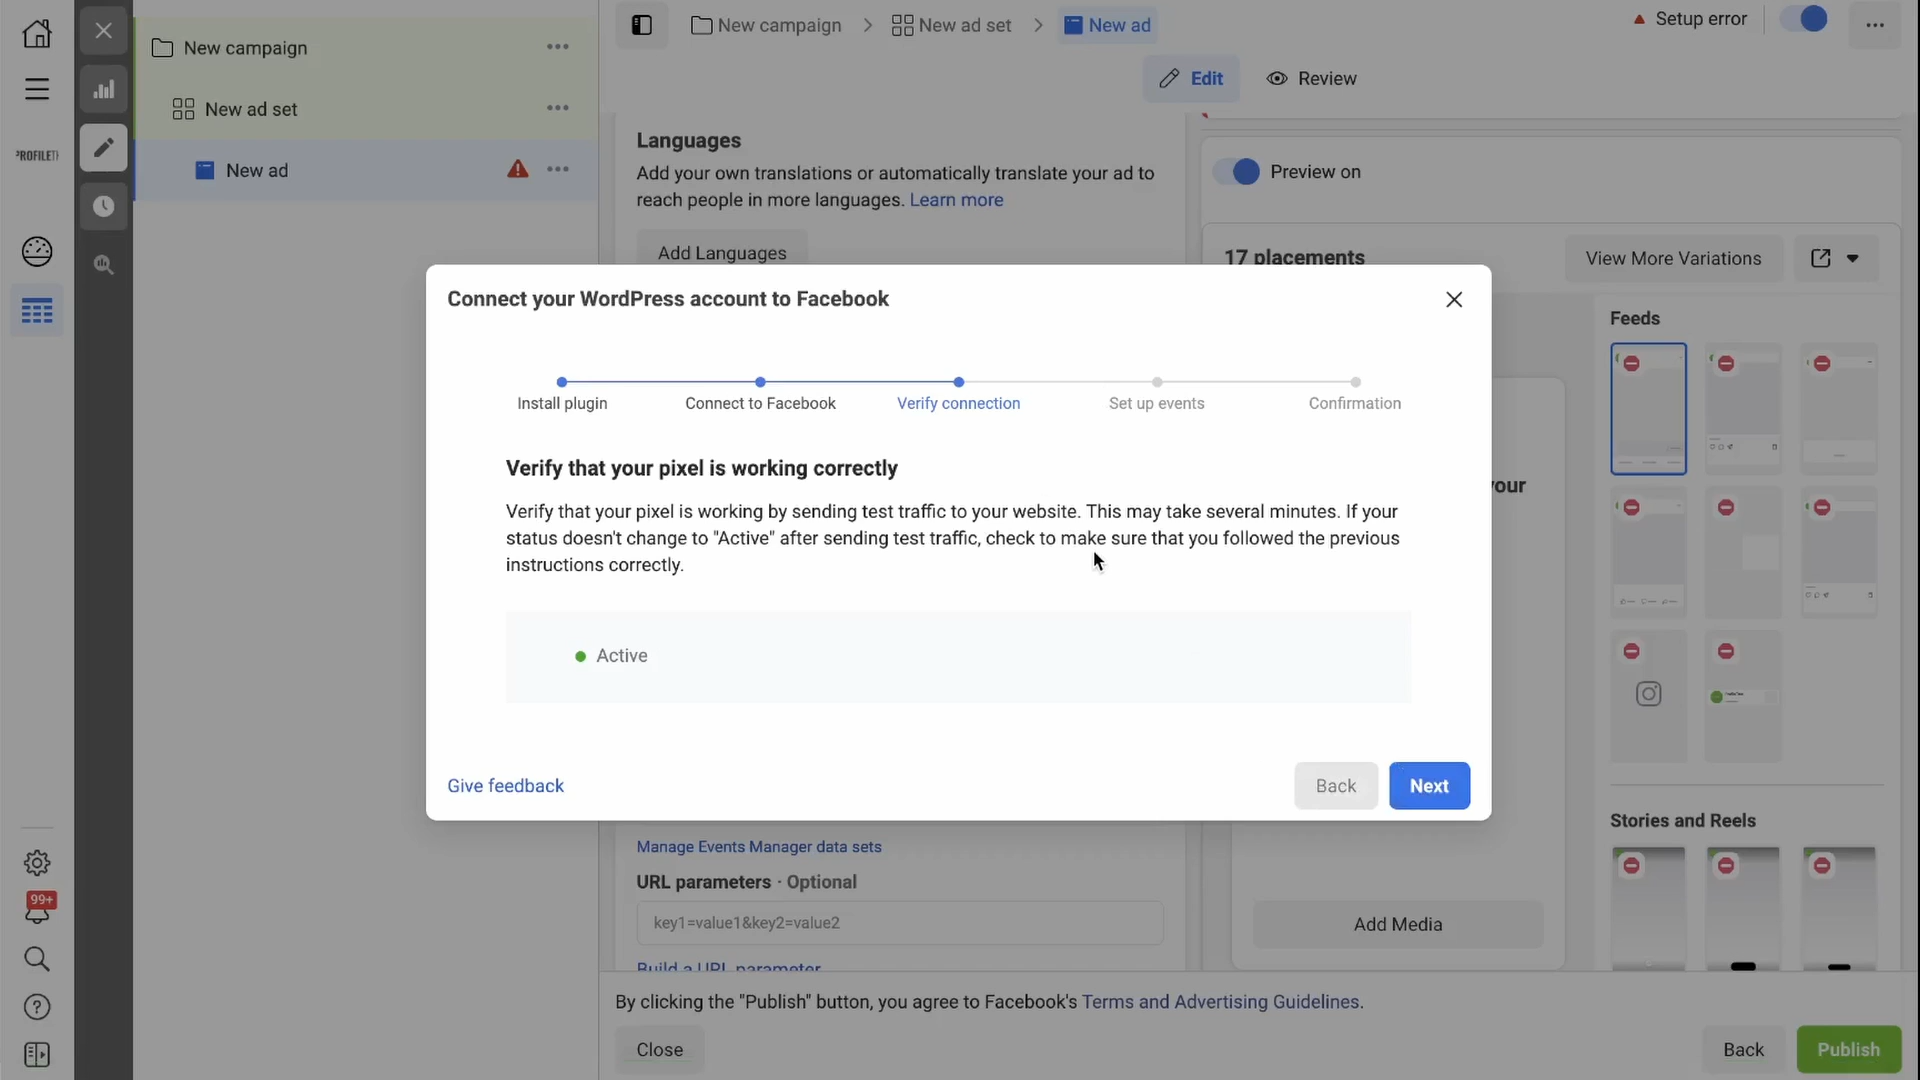 New campaign
New ad set
New ad
New campaign
New ad set
New ad
Setup error
Edit
Review
Languages
Add your own translations or automatically translate your ad to
reach people in more languages. Learn more
Add Languages
Preview on
17 placements
View More Variations
Feeds
your
Connect your WordPress account to Facebook
Install plugin
Connect to Facebook
Verify connection
Set up events
Confirmation
Verify that your pixel is working correctly
Verify that your pixel is working by sending test traffic to your website. This may take several minutes. If your
status doesn't change to "Active" after sending test traffic, check to make sure that you followed the previous
instructions correctly.
Active
Give feedback
Back
Next
Manage Events Manager data sets
URL parameters · Optional
key1=value1&key2=value2
Build a URL parameter
Stories and Reels
Add Media
99+
By clicking the "Publish" button, you agree to Facebook's Terms and Advertising Guidelines.
Close
Back
Publish